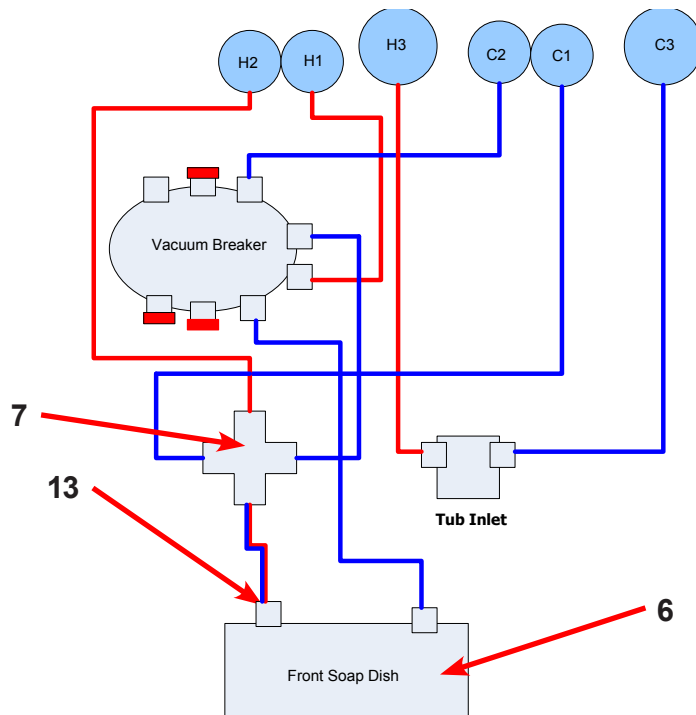 H2
H1
H3
C2
C1
C3
Vacuum Breaker
7
13
Tub Inlet
6
Front Soap Dish